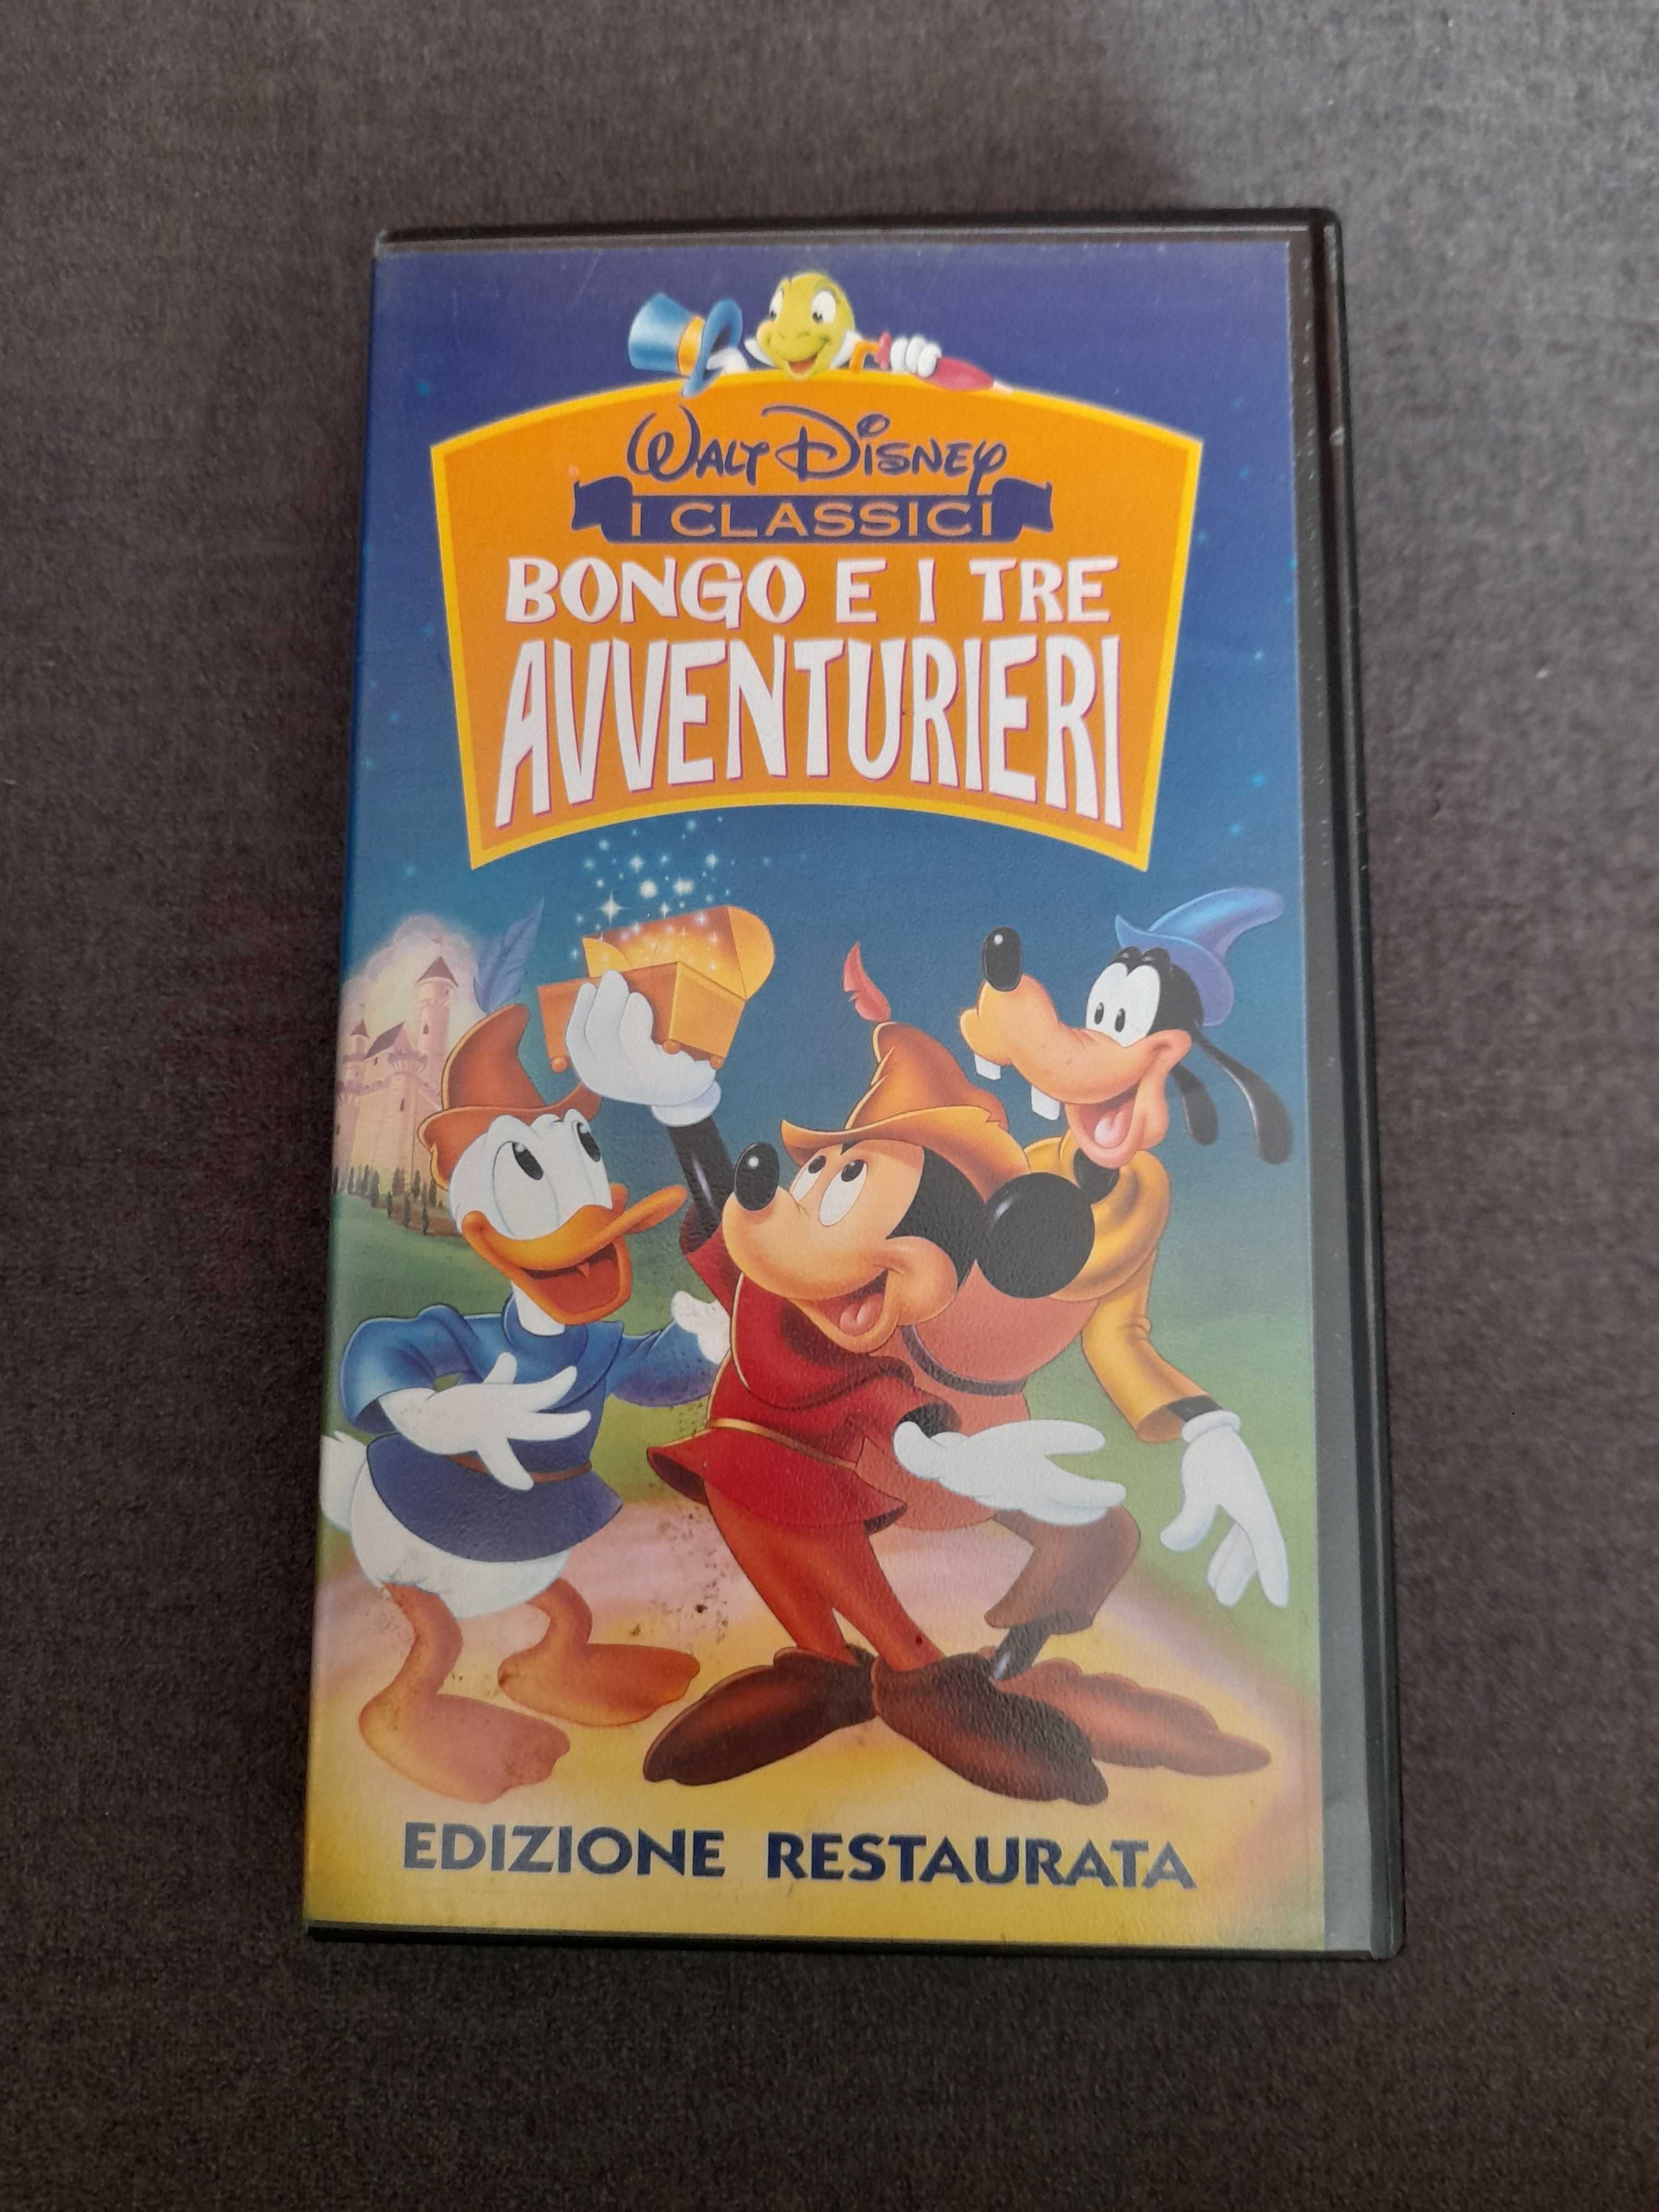 WALT DISNEY
I CLASSICI
BONGO E I TRE
AVVENTURIERI
EDIZIONE RESTAURATA